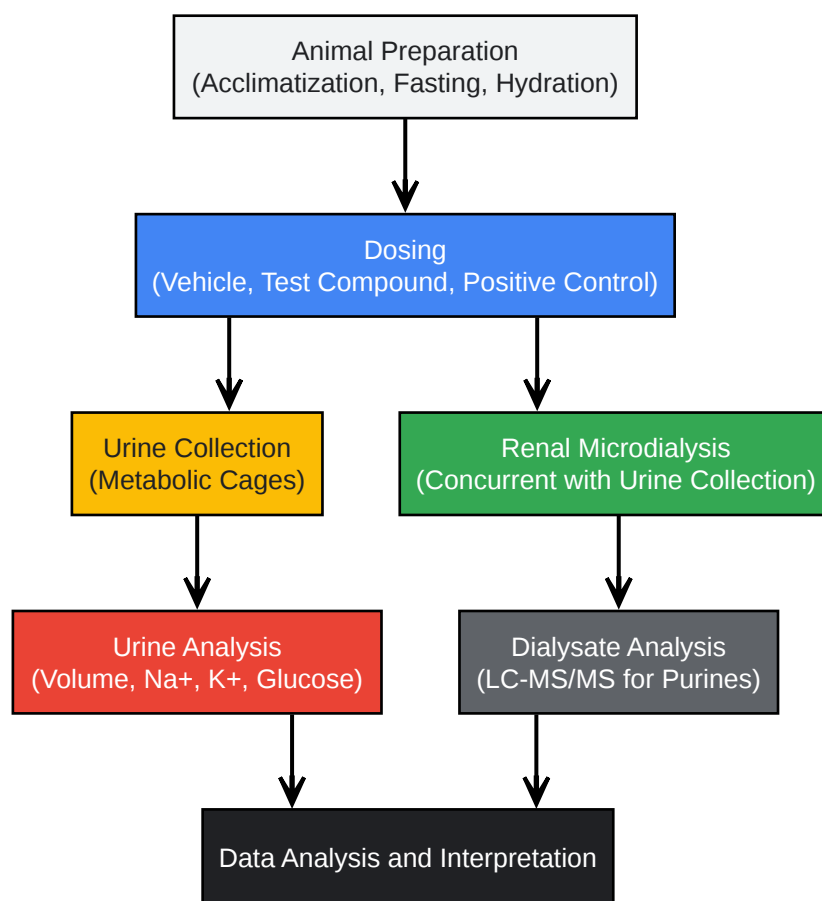 Animal Preparation
(Acclimatization, Fasting, Hydration)
Dosing
(Vehicle, Test Compound, Positive Control)
Urine Collection
(Metabolic Cages)
Renal Microdialysis
(Concurrent with Urine Collection)
Urine Analysis
(Volume, Na+, K+, Glucose)
Dialysate Analysis
(LC-MS/MS for Purines)
Data Analysis and Interpretation